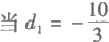 当 d₁ = -10/3